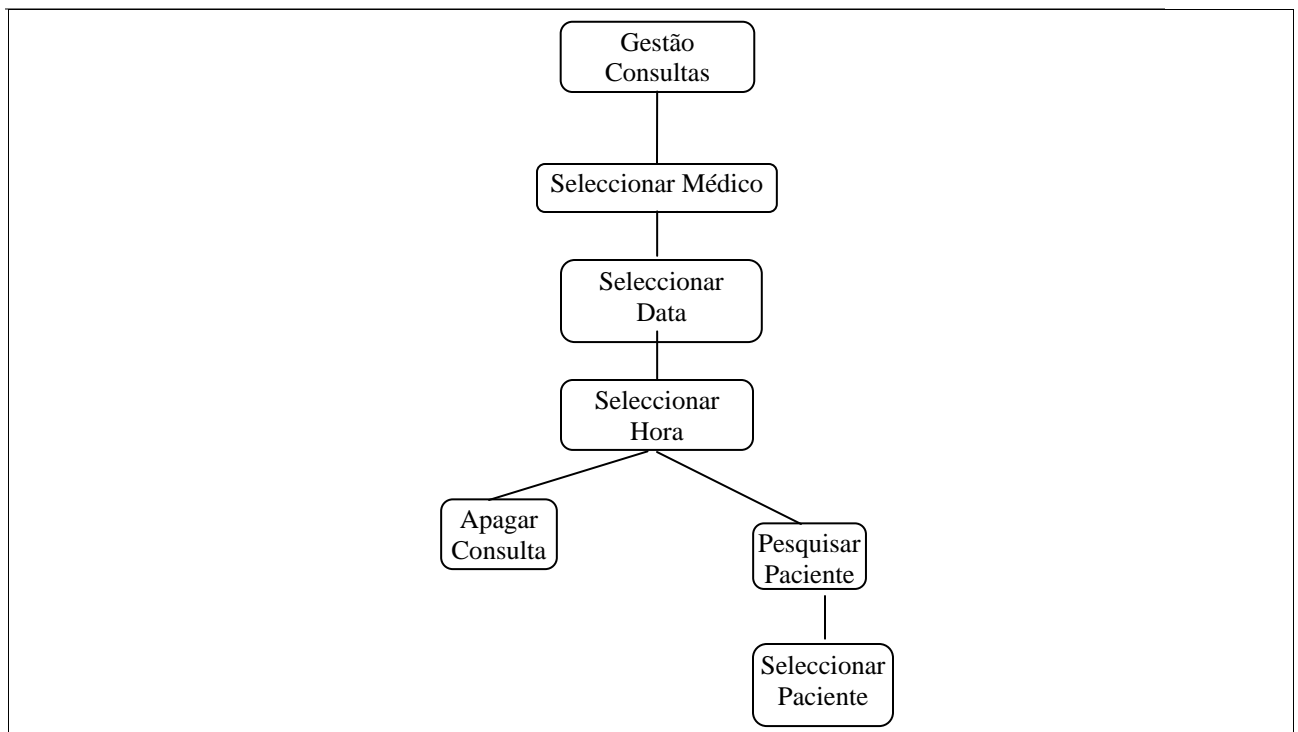 Gestão
Consultas
Seleccionar Médico
Seleccionar
Data
Seleccionar
Hora
Apagar
Consulta
Pesquisar
Paciente
Seleccionar
Paciente